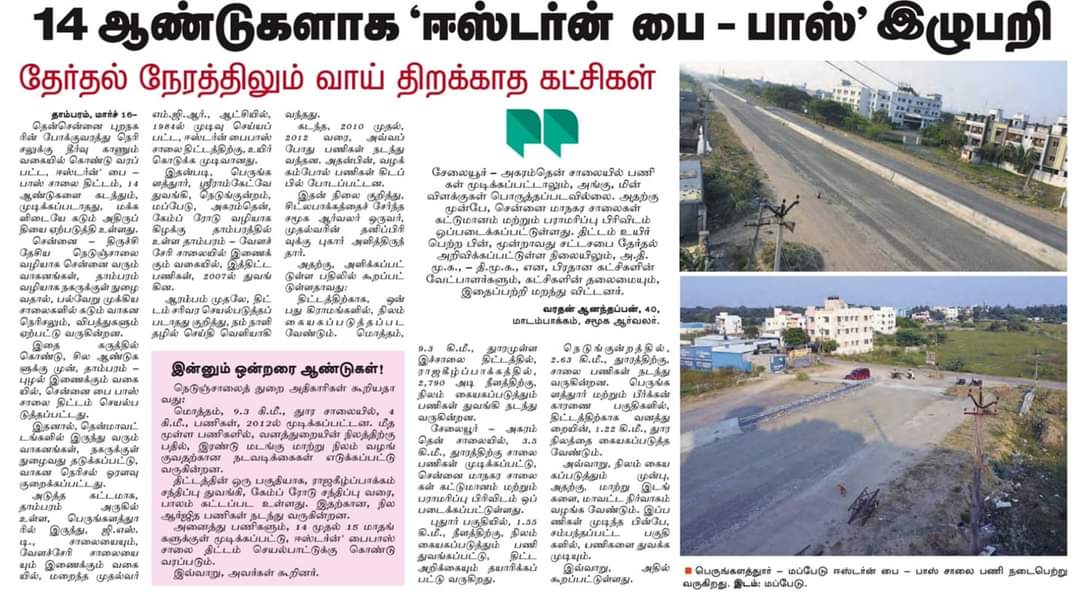 14 ஆண்டுகளாக 'ஈஸ்டர்ன் பை – பாஸ்' இழுபறி
தேர்தல் நேரத்திலும் வாய் திறக்காத கட்சிகள்
தாம்பரம், மார்ச் 16–
தென்சென்னை புறநக
ரின் போக்குவரத்து நெரி
சலுக்கு தீர்வு காணும்
வகையில் கொண்டு வரப்
பட்ட, ஈஸ்டர்ன்' பை –
பாஸ் சாலை திட்டம், 14
ஆண்டுகளை கடந்தும்,
முடிக்கப்படாதது, மக்க
ளிடையே கடும் அதிருப்
தியை ஏற்படுத்தி உள்ளது.
சென்னை – திருச்சி
தேசிய நெடுஞ்சாலை
வழியாக சென்னை வரும்
வாகனங்கள், தாம்பரம்
வழியாக நகருக்குள் நுழை
வதால், பல்வேறு முக்கிய
சாலைகளில் கடும் வாகன
நெரிசலும், விபத்துகளும்
ஏற்பட்டு வருகின்றன.
இதை கருத்தில்
கொண்டு, சில ஆண்டுக
ளுக்கு முன், தாம்பரம் –
புழல் இணைக்கும் வகை
யில், சென்னை பை பாஸ்
சாலை திட்டம் செயல்ப
டுத்தப்பட்டது.
இதனால், தென்மாவட்
டங்களில் இருந்து வரும்
வாகனங்கள், நகருக்குள்
நுழைவது தடுக்கப்பட்டு,
வாகன நெரிசல் ஓரளவு
குறைக்கப்பட்டது.
அடுத்த கட்டமாக,
தாம்பரம் அருகில்
உள்ள, பெருங்களத்தூ
ரில் இருந்து, ஜி.எஸ்.
டி., சாலையையும்,
வேளச்சேரி சாலையை
யும் இணைக்கும் வகை
யில், மறைந்த முதல்வர்
எம்.ஜி.ஆர்., ஆட்சியில்,
1984ல் முடிவு செய்யப்
பட்ட, ஈஸ்டர்ன் பைபாஸ்
சாலை திட்டத்திற்கு, உயிர்
கொடுக்க முடிவானது.
இதன்படி, பெருங்க
ளத்தூர், ஸ்ரீராம்கேட்வே
துவங்கி, நெடுங்குன்றம்,
மப்பேடு, அகரம்தென்,
கேம்ப் ரோடு வழியாக
கிழக்கு தாம்பரத்தில்
உள்ள தாம்பரம் – வேளச்
சேரி சாலையில் இணைக்
கும் வகையில், இத்திட்ட
பணிகள், 2007ல் துவங்
கின.
ஆரம்பம் முதலே, திட்
டம் சரிவர செயல்படுத்தப்
படாதது குறித்து, நம் நாளி
தழில் செய்தி வெளியாகி
வந்தது.
கடந்த, 2010 முதல்,
2012 வரை, அவ்வப்
போது பணிகள் நடந்து
வந்தன. அதன்பின், வழக்
கம்போல் பணிகள் கிடப்
பில் போடப்பட்டன.
இதன் நிலை குறித்து,
சிட்லபாக்கத்தைச் சேர்ந்த
சமூக ஆர்வலர் ஒருவர்,
முதல்வரின் தனிப்பிரி
வுக்கு புகார் அளித்திருந்
தார்.
அதற்கு, அளிக்கப்பட்
டுள்ள பதிலில் கூறப்பட்
டுள்ளதாவது:
திட்டத்திற்காக, ஒன்
பது கிராமங்களில், நிலம்
கையகப்படுத்தப்பட
வேண்டும். மொத்தம்,
இன்னும் ஒன்றரை ஆண்டுகள்!
நெடுஞ்சாலைத் துறை அதிகாரிகள் கூறியதா
வது:
மொத்தம், 9.3 கி.மீ., தூர சாலையில், 4
கி.மீ., பணிகள், 2012ல் முடிக்கப்பட்டன. மீத
முள்ள பணிகளில், வனத்துறையின் நிலத்திற்கு
பதில், இரண்டு மடங்கு மாற்று நிலம் வழங்
குவதற்கான நடவடிக்கைகள் எடுக்கப்பட்டு
வருகின்றன.
திட்டத்தின் ஒரு பகுதியாக, ராஜகீழ்ப்பாக்கம்
சந்திப்பு துவங்கி, கேம்ப் ரோடு சந்திப்பு வரை,
பாலம் கட்டப்பட உள்ளது. இதற்கான, நில
ஆர்ஜித பணிகள் நடந்து வருகின்றன.
அனைத்து பணிகளும், 14 முதல் 15 மாதங்
களுக்குள் முடிக்கப்பட்டு, 'ஈஸ்டர்ன்' பைபாஸ்
சாலை திட்டம் செயல்பாட்டுக்கு கொண்டு
வரப்படும்.
இவ்வாறு, அவர்கள் கூறினர்.
சேலையூர் – அகரம்தென் சாலையில் பணி
கள் முடிக்கப்பட்டாலும், அங்கு, மின்
விளக்குகள் பொருத்தப்படவில்லை. அதற்கு
முன்பே, சென்னை மாநகர சாலைகள்
கட்டுமானம் மற்றும் பராமரிப்பு பிரிவிடம்
ஒப்படைக்கப்பட்டுள்ளது. திட்டம் உயிர்
பெற்ற பின், மூன்றாவது சட்டசபை தேர்தல்
அறிவிக்கப்பட்டுள்ள நிலையிலும், அ.தி.
மு.க., – தி.மு.க., என, பிரதான கட்சிகளின்
வேட்பாளர்களும், கட்சிகளின் தலைமையும்,
இதைப்பற்றி மறந்து விட்டனர்.
வரதன் ஆனந்தப்பன், 40,
மாடம்பாக்கம், சமூக ஆர்வலர்.
9.3 கி.மீ., தூரமுள்ள
இச்சாலை திட்டத்தில்,
ராஜகீழ்ப்பாக்கத்தில்,
2,790 அடி நீளத்திற்கு,
நிலம் கையகப்படுத்தும்
பணிகள் துவங்கி நடந்து
வருகின்றன.
சேலையூர் – அகரம்
தென் சாலையில், 3.5
கி.மீ., தூரத்திற்கு சாலை
பணிகள் முடிக்கப்பட்டு,
சென்னை மாநகர சாலை
கள் கட்டுமானம் மற்றும்
பராமரிப்பு பிரிவிடம் ஒப்
படைக்கப்பட்டுள்ளது.
புதூர் பகுதியில், 1.55
கி.மீ., நீளத்திற்கு, நிலம்
கையகப்படுத்தும் பணி
துவங்கப்பட்டு, திட்ட
அறிக்கையும் தயாரிக்கப்
பட்டு வருகிறது.
நெடுங்குன்றத்தில்,
2.63 கி.மீ., தூரத்திற்கு,
சாலை பணிகள் நடந்து
வருகின்றன. பெருங்க
ளத்தூர் மற்றும் பீர்க்கன்
காரணை பகுதிகளில்,
திட்டத்திற்காக வனத்து
றையின், 1.22 கி.மீ., தூர
நிலத்தை கையகப்படுத்த
வேண்டும்.
அவ்வாறு, நிலம் கைய
கப்படுத்தும் முன்பு,
அதற்கு மாற்று இடங்
களை, மாவட்ட நிர்வாகம்
வழங்க வேண்டும். இப்ப
ணிகள் முடிந்த பின்பே,
சம்பந்தப்பட்ட பகுதி
களில், பணிகளை துவக்க
முடியும்.
இவ்வாறு, அதில்
கூறப்பட்டுள்ளது.
பெருங்களத்தூர் – மப்பேடு ஈஸ்டர்ன் பை – பாஸ் சாலை பணி நடைபெற்று
வருகிறது. இடம்: மப்பேடு.